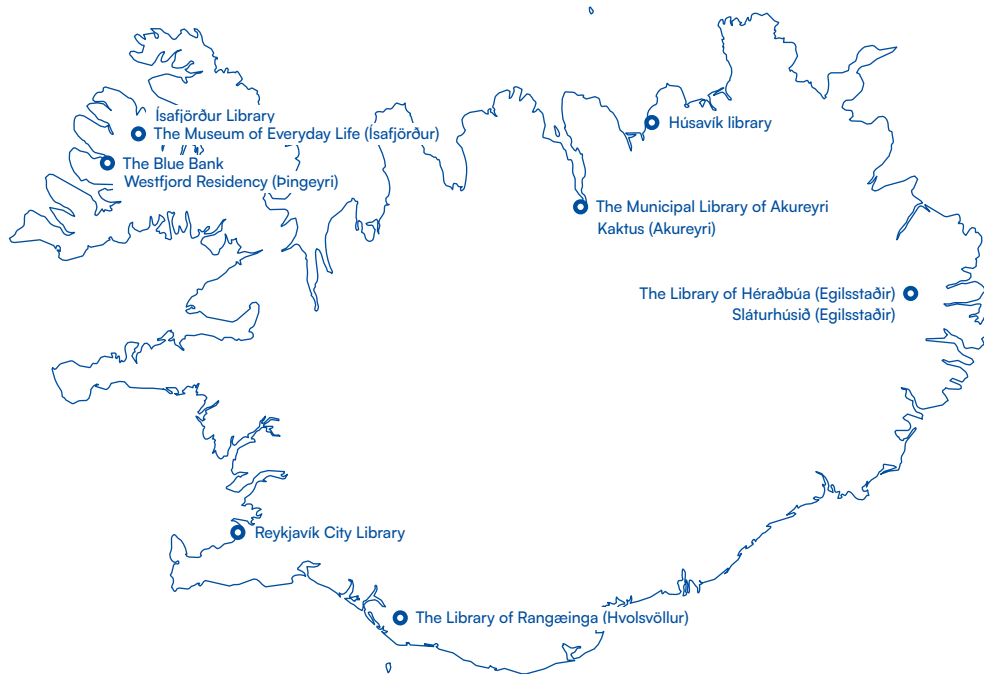 Ísafjörður Library
The Museum of Everyday Life (Ísafjörður)
The Blue Bank
Westfjord Residency (Þingeyri)
Húsavík library
The Municipal Library of Akureyri
Kaktus (Akureyri)
The Library of Héraðbúa (Egilsstaðir)
Sláturhúsið (Egilsstaðir)
Reykjavík City Library
The Library of Rangæinga (Hvolsvöllur)